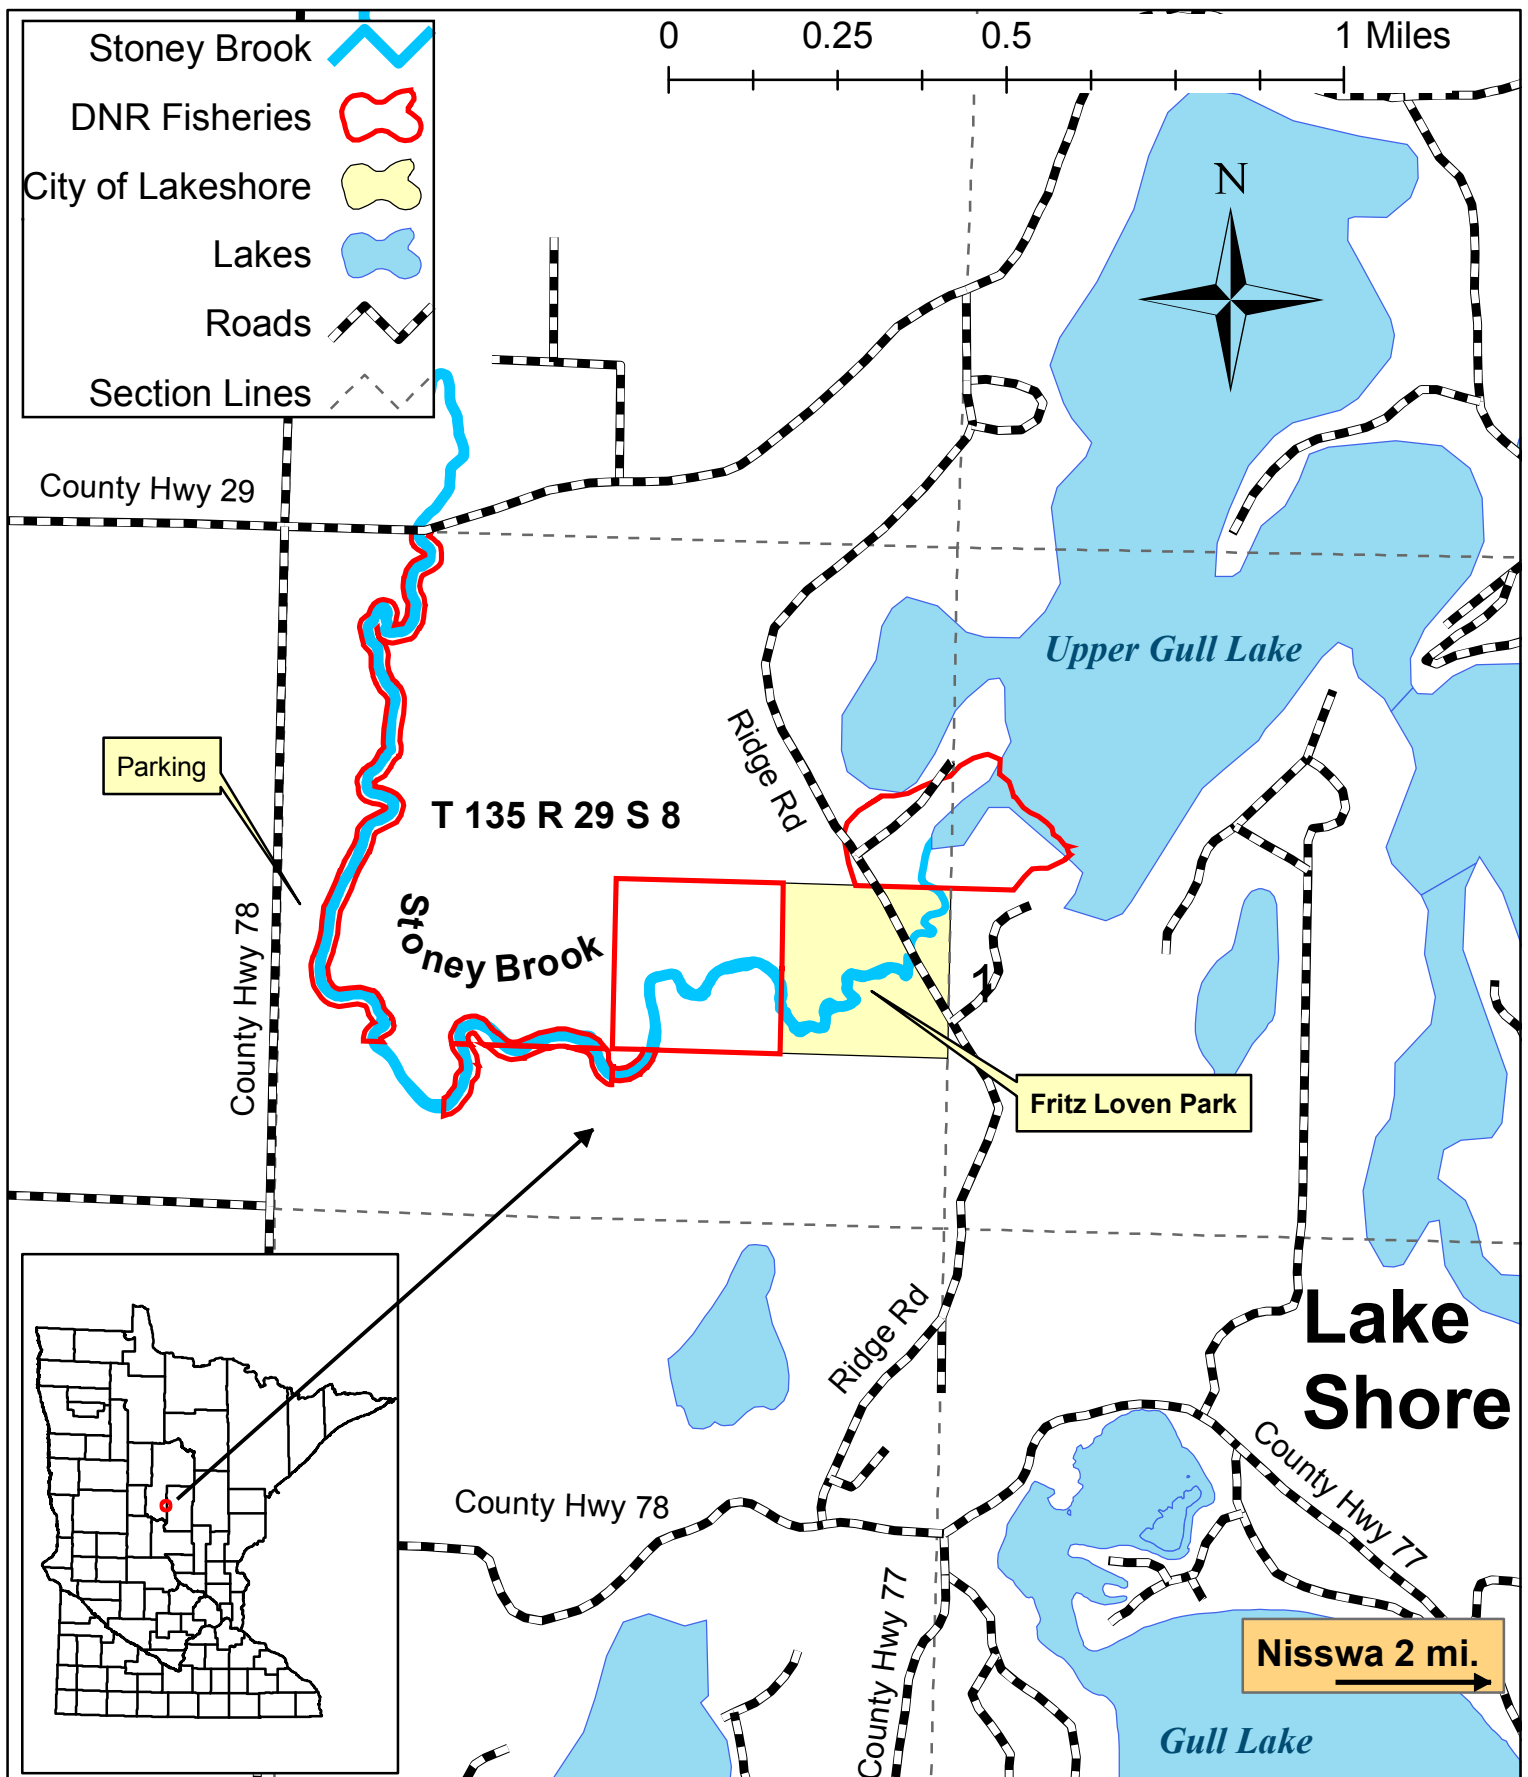 0 0.25 0.5 1 Miles
Stoney Brook
DNR Fisheries
City of Lakeshore
Lakes
Roads
Section Lines
N
County Hwy 29
Upper Gull Lake
Ridge Rd
Parking
T 135 R 29 S 8
Stoney Brook
County Hwy 78
1
Fritz Loven Park
Ridge Rd
Lake
Shore
County Hwy 78
County Hwy 77
County Hwy 77
Nisswa 2 mi.
Gull Lake